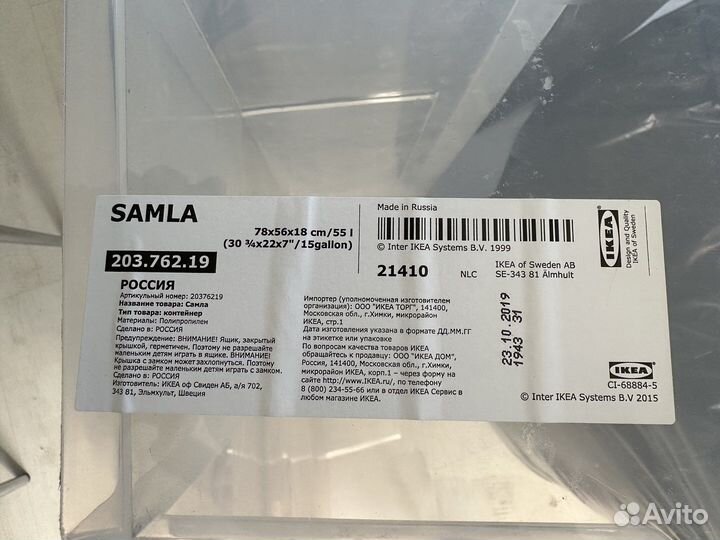 SAMLA
78x56x18 cm/55 l
(30 ¾x22x7"/15gallon)
203.762.19
РОССИЯ
Артикульный номер: 20376219
Название товара: Самла
Тип товара: контейнер
Материалы: Полипропилен
Сделано в: РОССИЯ
Предупреждение: ВНИМАНИЕ! Ящик, закрытый
крышкой, герметичен. Поэтому не разрешайте
маленьким детям играть в ящике. ВНИМАНИЕ!
Крышка с замком может захлопнуться. Поэтому
не разрешайте маленьким детям играть с замком.
Изготовитель: ИКЕА оф Свиден АБ, а/я 702,
343 81, Эльмхульт, Швеция
Made in Russia
© Inter IKEA Systems B.V. 1999
21410
NLC
IKEA of Sweden AB
SE-343 81 Älmhult
Импортер (уполномоченная изготовителем
организация): ООО "ИКЕА ТОРГ", 141400,
Московская обл., г.Химки, микрорайон
ИКЕА, стр.1
Дата изготовления указана в формате ДД.ММ.ГГ
на этикетке или упаковке
По вопросам качества товаров ИКЕА
обращайтесь к продавцу: ООО "ИКЕА ДОМ",
Россия, 141400, Московская обл., г.Химки,
микрорайон ИКЕА, корп.1 - через форму на
сайте http://www.IKEA.ru/, по телефону
8 (800) 234-55-66 или в отделе ИКЕА Сервис в
любом магазине ИКЕА.
23.10.2019
1943 31
IKEA
Design and Quality
IKEA of Sweden
IKEA
CI-68884-5
© Inter IKEA Systems B.V 2015
Avito